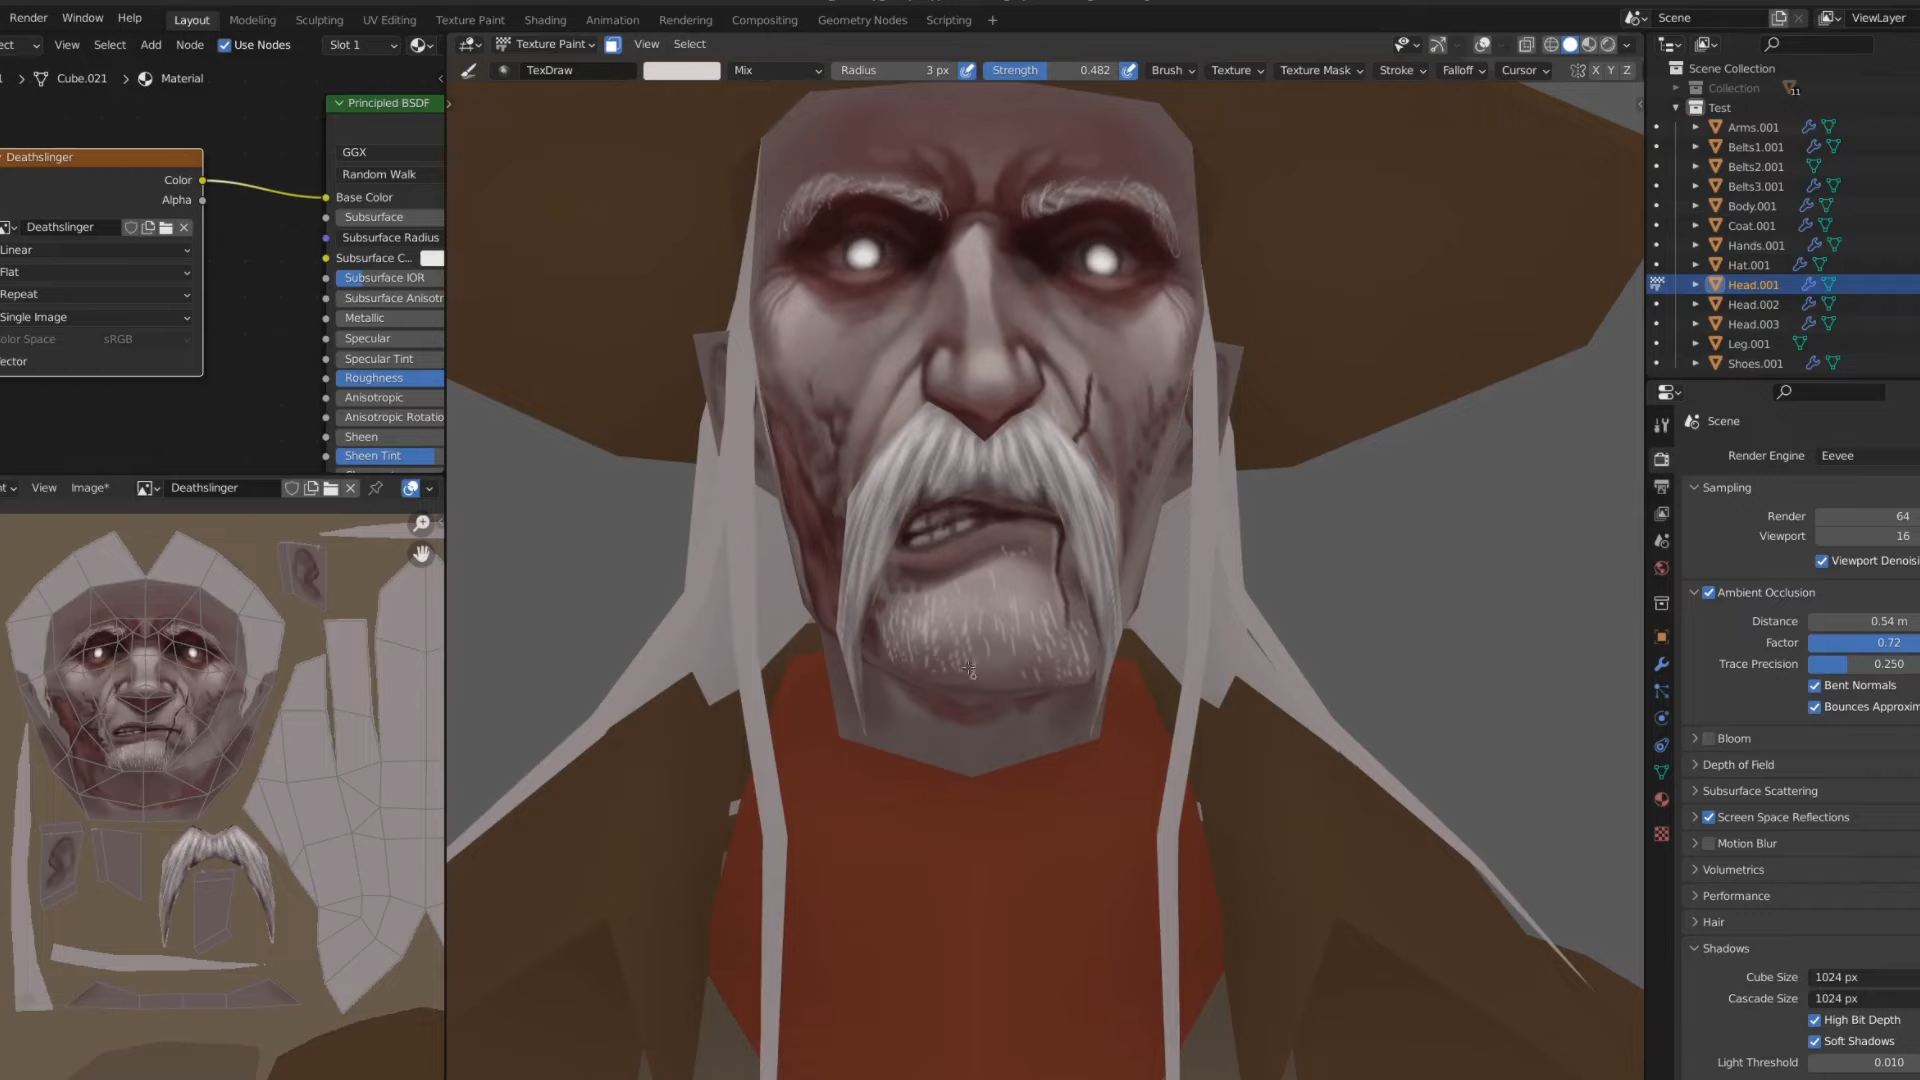 Render Window Help Layout Modeling Sculpting UV Editing Texture Paint Shading Animation Rendering Compositing Geometry Nodes Scripting + Scene ViewLayer
View Select Add Node Use Nodes Slot 1
Texture Paint View Select
TexDraw Mix Radius 3 px Strength 0.482 Brush Texture Texture Mask Stroke Falloff Cursor X Y Z
Cube.021 > Material
Principled BSDF
GGX
Random Walk
Base Color
Subsurface
Subsurface Radius
Subsurface C...
Subsurface IOR
Subsurface Anisotr
Metallic
Specular
Specular Tint
Roughness
Anisotropic
Anisotropic Rotatio
Sheen
Sheen Tint
Deathslinger
Color
Alpha
Deathslinger
Linear
Flat
Repeat
Single Image
olor Space sRGB
ector
View Image* Deathslinger
Scene Collection
Collection 11
Test
Arms.001
Belts1.001
Belts2.001
Belts3.001
Body.001
Coat.001
Hands.001
Hat.001
Head.001
Head.002
Head.003
Leg.001
Shoes.001
Scene
Render Engine Eevee
Sampling
Render 64
Viewport 16
Viewport Denoisi
Ambient Occlusion
Distance 0.54 m
Factor 0.72
Trace Precision 0.250
Bent Normals
Bounces Approxim
Bloom
Depth of Field
Subsurface Scattering
Screen Space Reflections
Motion Blur
Volumetrics
Performance
Hair
Shadows
Cube Size 1024 px
Cascade Size 1024 px
High Bit Depth
Soft Shadows
Light Threshold 0.010